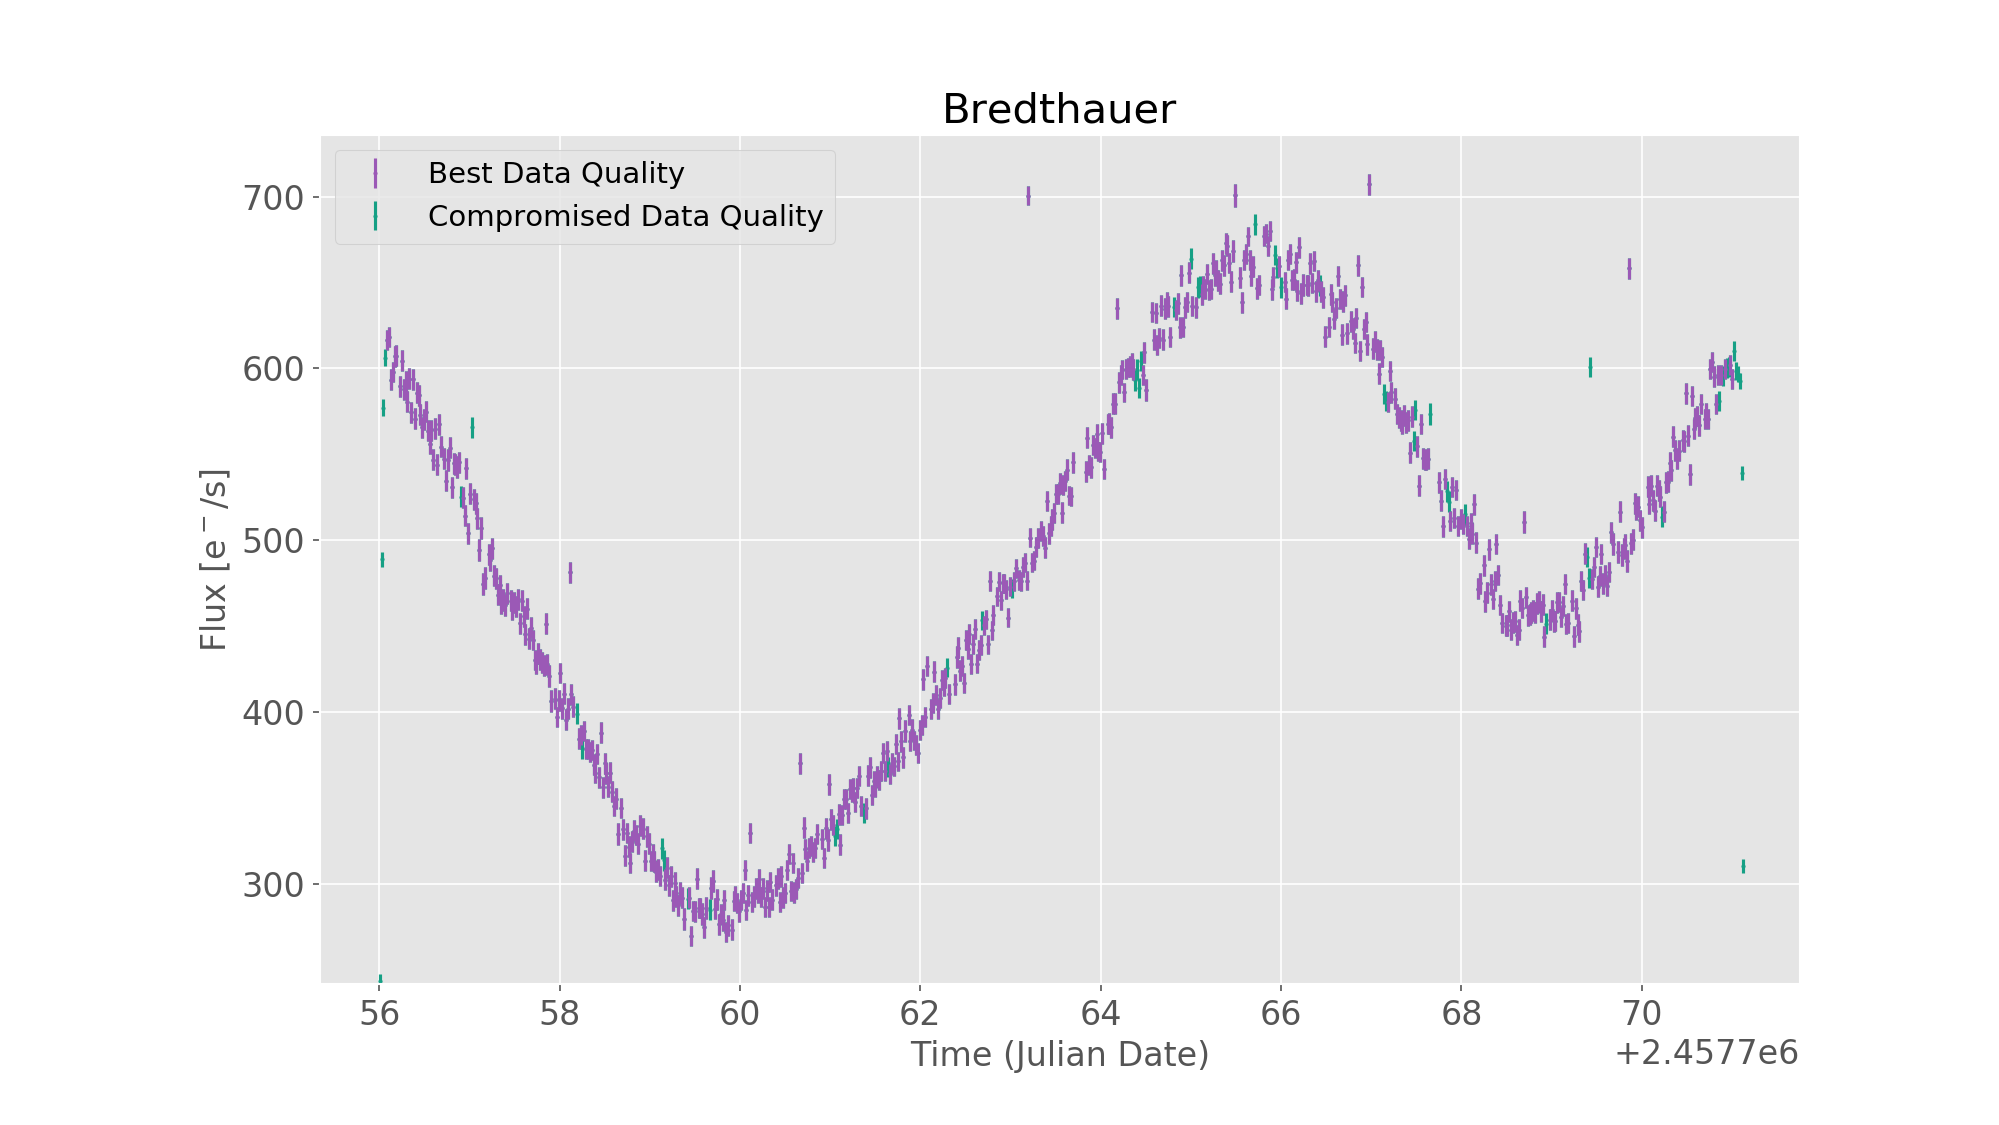 Bredthauer
Best Data Quality
Compromised Data Quality
700
600
500
400
300
Flux [e⁻/s]
56 58 60 62 64 66 68 70
Time (Julian Date)
+2.4577e6